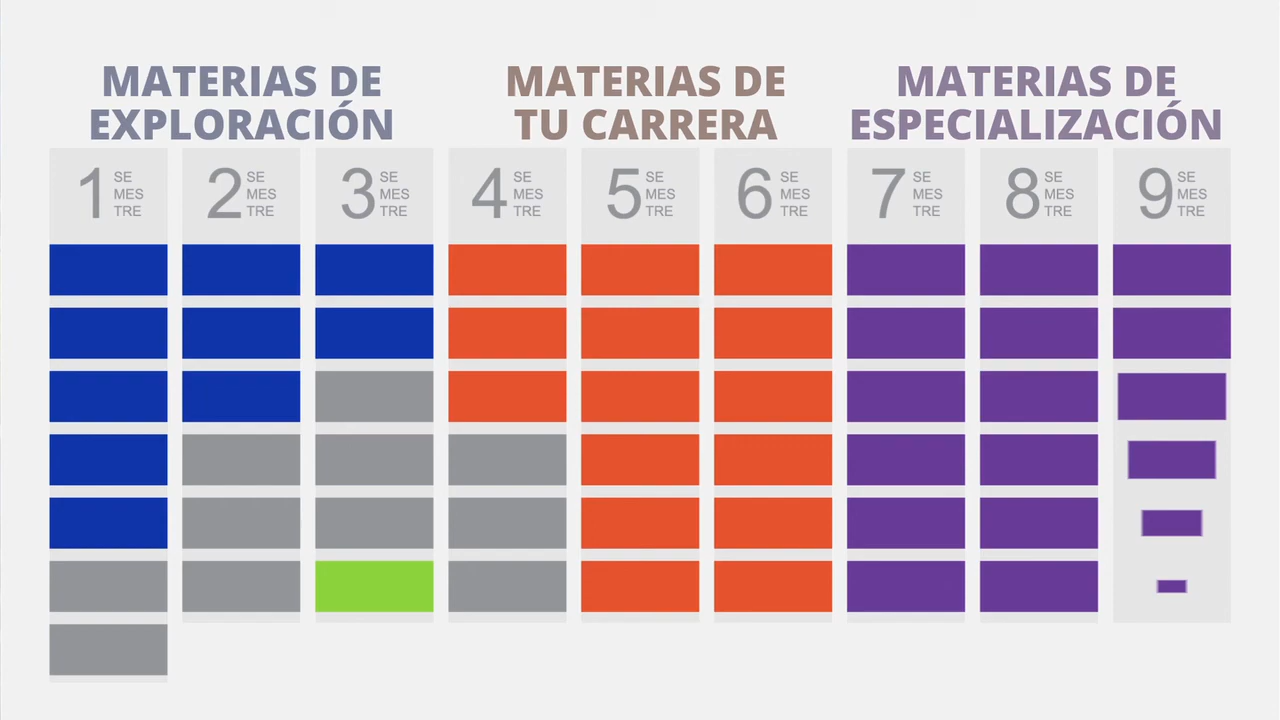 MATERIAS DE
EXPLORACIÓN
MATERIAS DE
TU CARRERA
MATERIAS DE
ESPECIALIZACIÓN
1 SE
MES
TRE
2 SE
MES
TRE
3 SE
MES
TRE
4 SE
MES
TRE
5 SE
MES
TRE
6 SE
MES
TRE
7 SE
MES
TRE
8 SE
MES
TRE
9 SE
MES
TRE